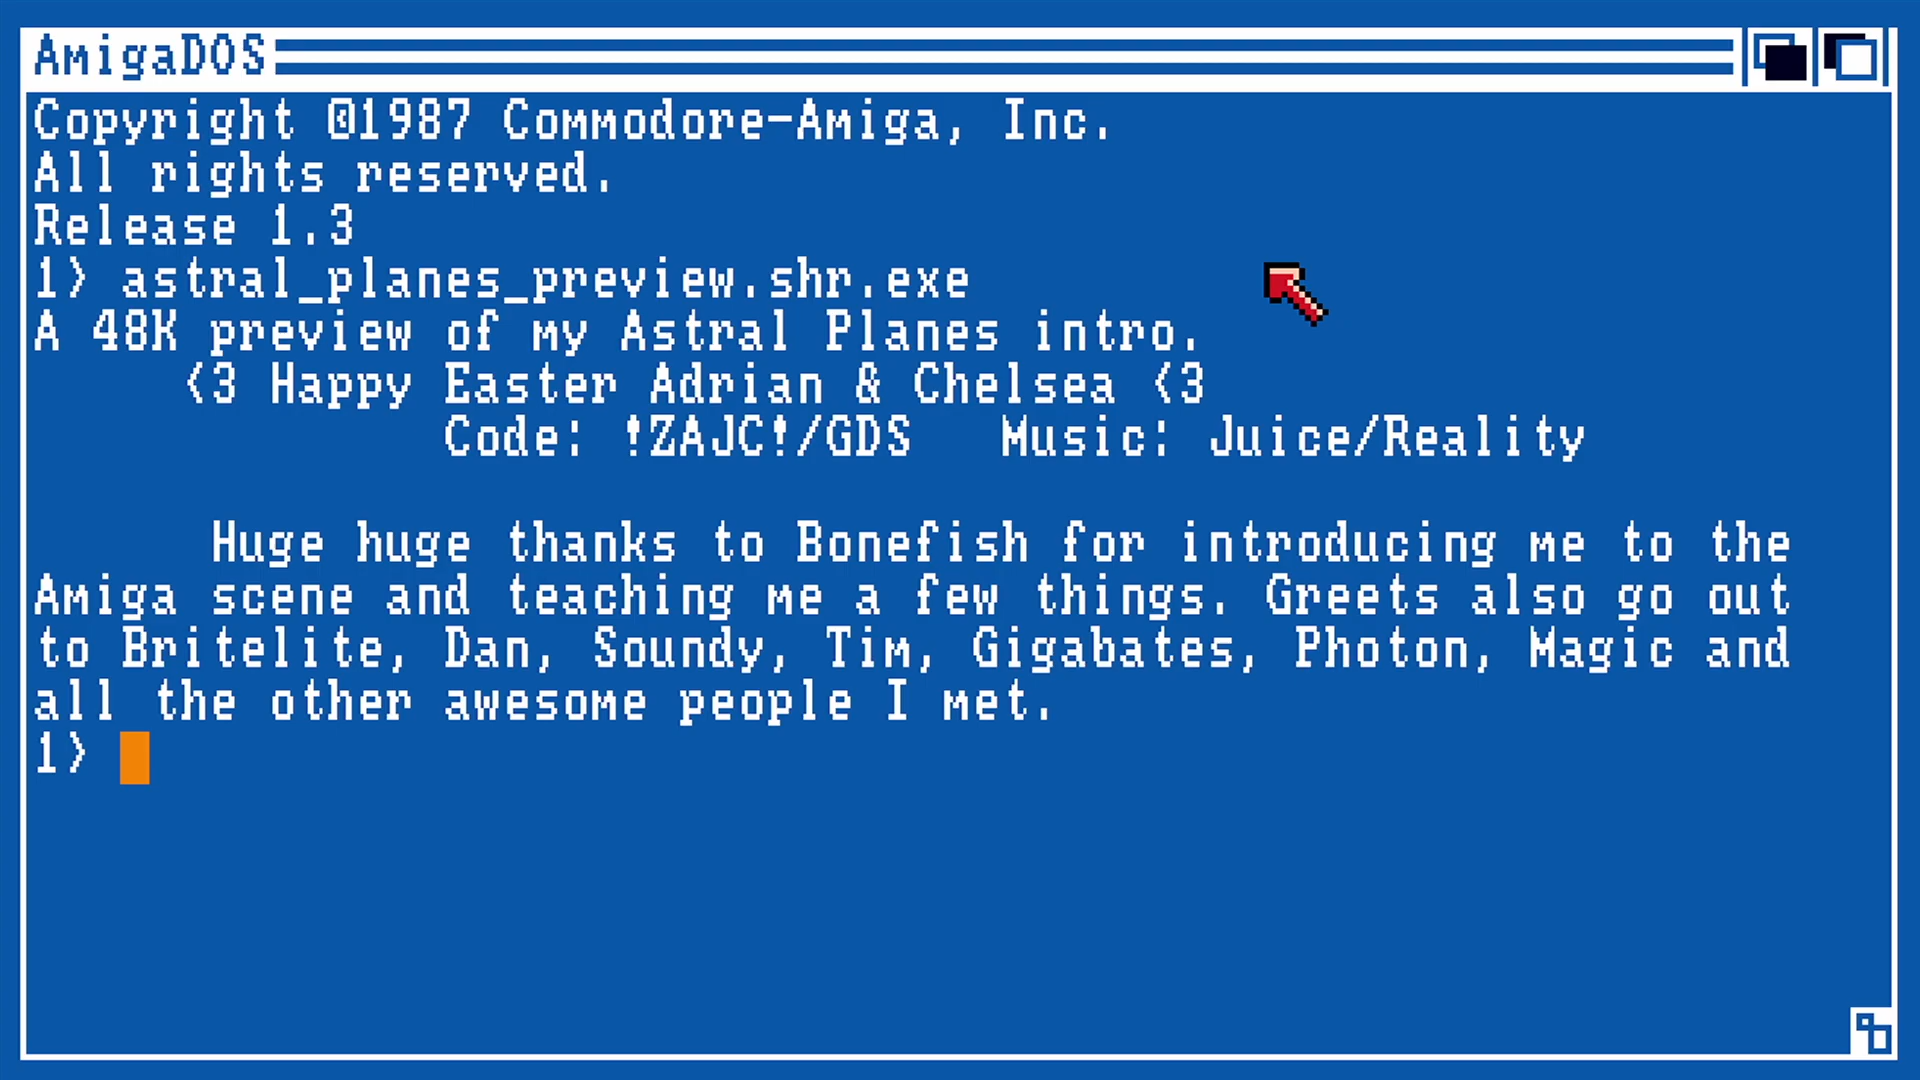 AmigaDOS
Copyright ©1987 Commodore-Amiga, Inc.
All rights reserved.
Release 1.3
1> astral_planes_preview.shr.exe
A 48K preview of my Astral Planes intro.
<3 Happy Easter Adrian & Chelsea <3
Code: !ZAJC!/GDS   Music: Juice/Reality
Huge huge thanks to Bonefish for introducing me to the
Amiga scene and teaching me a few things. Greets also go out
to Britelite, Dan, Soundy, Tim, Gigabates, Photon, Magic and
all the other awesome people I met.
1>